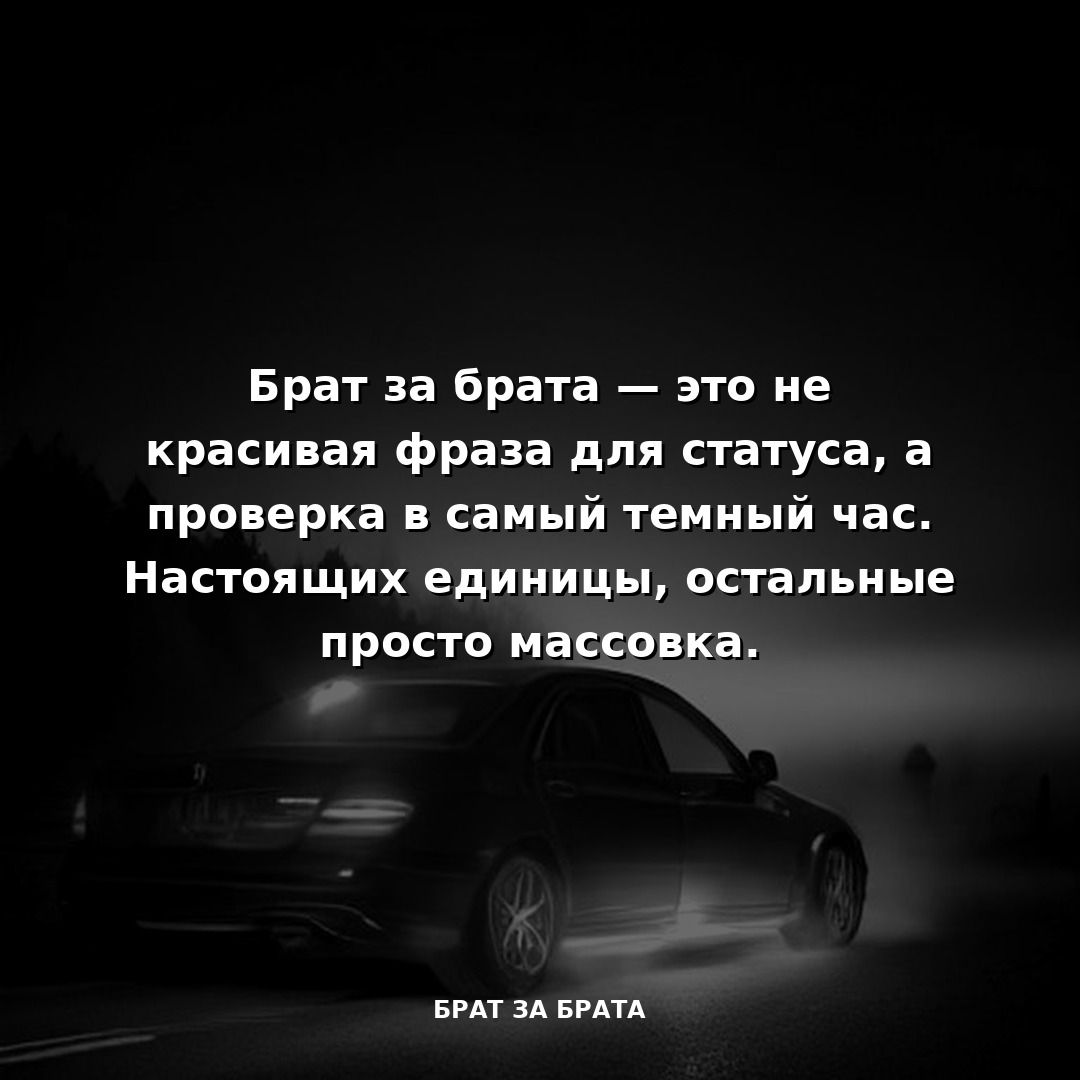 Брат за брата — это не
красивая фраза для статуса, а
проверка в самый темный час.
Настоящих единицы, остальные
просто массовка.
БРАТ ЗА БРАТА